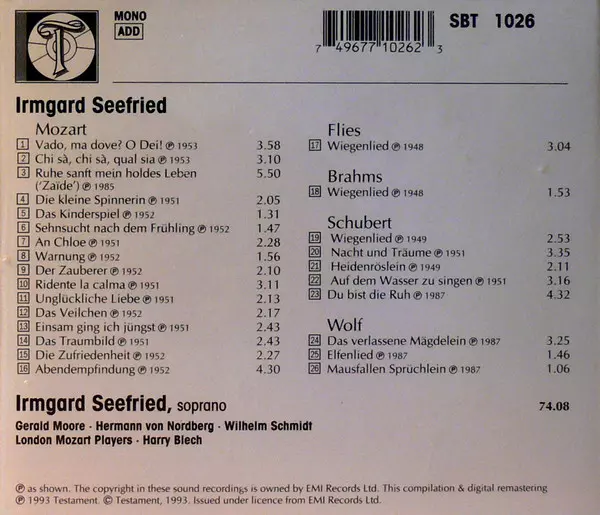 T
MONO
ADD
7 49677 10262 3
SBT 1026
Irmgard Seefried
Mozart
1 Vado, ma dove? O Dei! ℗ 1953 3.58
2 Chi sà, chi sà, qual sia ℗ 1953 3.10
3 Ruhe sanft mein holdes Leben 5.50
('Zaïde') ℗ 1985
4 Die kleine Spinnerin ℗ 1951 2.05
5 Das Kinderspiel ℗ 1952 1.31
6 Sehnsucht nach dem Frühling ℗ 1952 1.47
7 An Chloe ℗ 1951 2.28
8 Warnung ℗ 1952 1.56
9 Der Zauberer ℗ 1952 2.10
10 Ridente la calma ℗ 1951 3.11
11 Unglückliche Liebe ℗ 1951 2.13
12 Das Veilchen ℗ 1952 2.17
13 Einsam ging ich jüngst ℗ 1951 2.43
14 Das Traumbild ℗ 1951 2.43
15 Die Zufriedenheit ℗ 1952 2.27
16 Abendempfindung ℗ 1952 4.30
Flies
17 Wiegenlied ℗ 1948 3.04
Brahms
18 Wiegenlied ℗ 1948 1.53
Schubert
19 Wiegenlied ℗ 1949 2.53
20 Nacht und Träume ℗ 1951 3.35
21 Heidenröslein ℗ 1949 2.11
22 Auf dem Wasser zu singen ℗ 1951 3.16
23 Du bist die Ruh ℗ 1987 4.32
Wolf
24 Das verlassene Mägdelein ℗ 1987 3.25
25 Elfenlied ℗ 1987 1.46
26 Mausfallen Sprüchlein ℗ 1987 1.06
Irmgard Seefried, soprano 74.08
Gerald Moore · Hermann von Nordberg · Wilhelm Schmidt
London Mozart Players · Harry Blech
℗ as shown. The copyright in these sound recordings is owned by EMI Records Ltd. This compilation & digital remastering
℗ 1993 Testament. © Testament, 1993. Issued under licence from EMI Records Ltd.